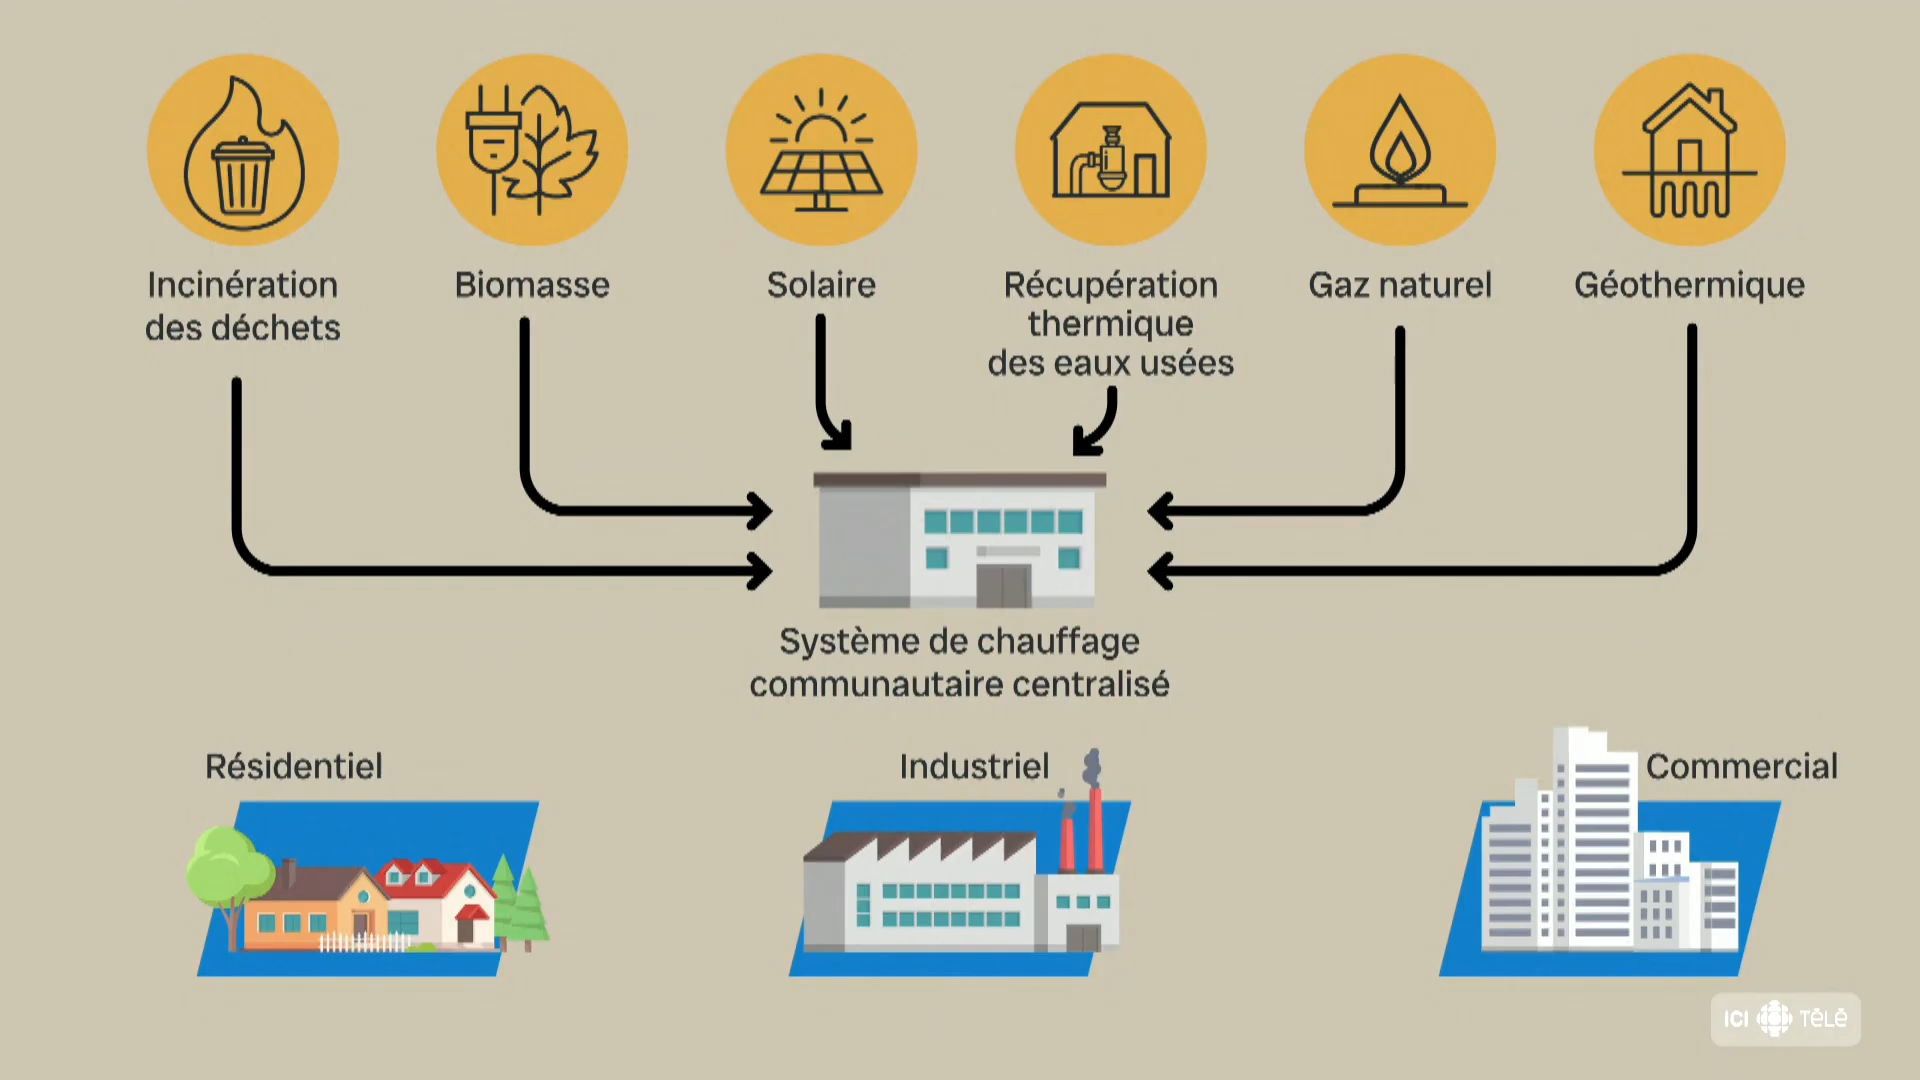 Incinération
des déchets
Biomasse
Solaire
Récupération
thermique
des eaux usées
Gaz naturel
Géothermique
Système de chauffage
communautaire centralisé
Résidentiel
Industriel
Commercial
ICI TÉLÉ